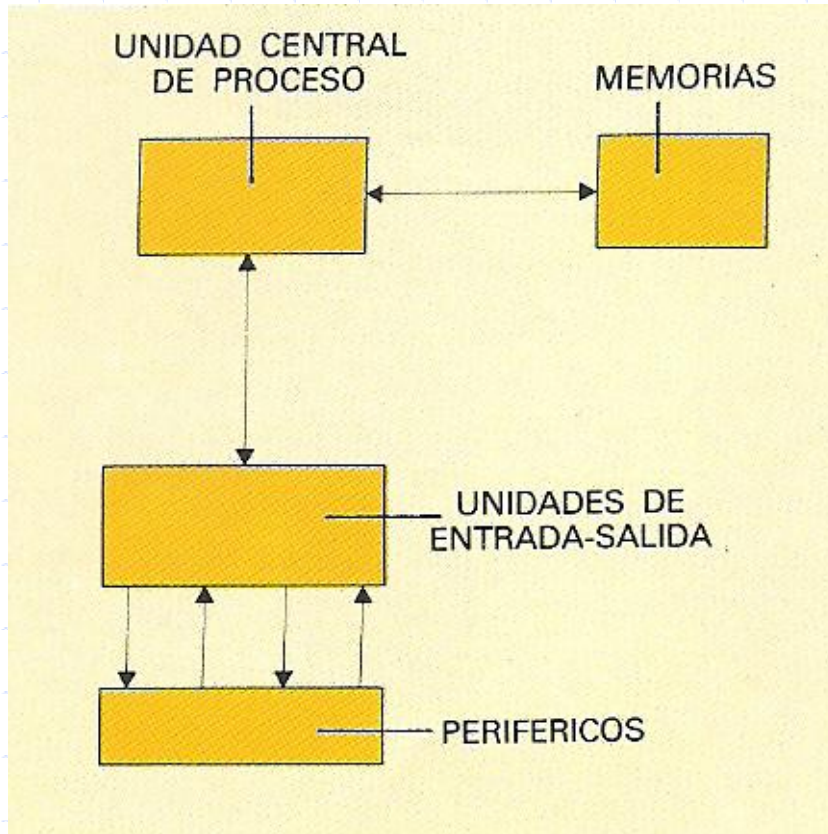 UNIDAD CENTRAL
DE PROCESO
MEMORIAS
UNIDADES DE
ENTRADA-SALIDA
PERIFERICOS